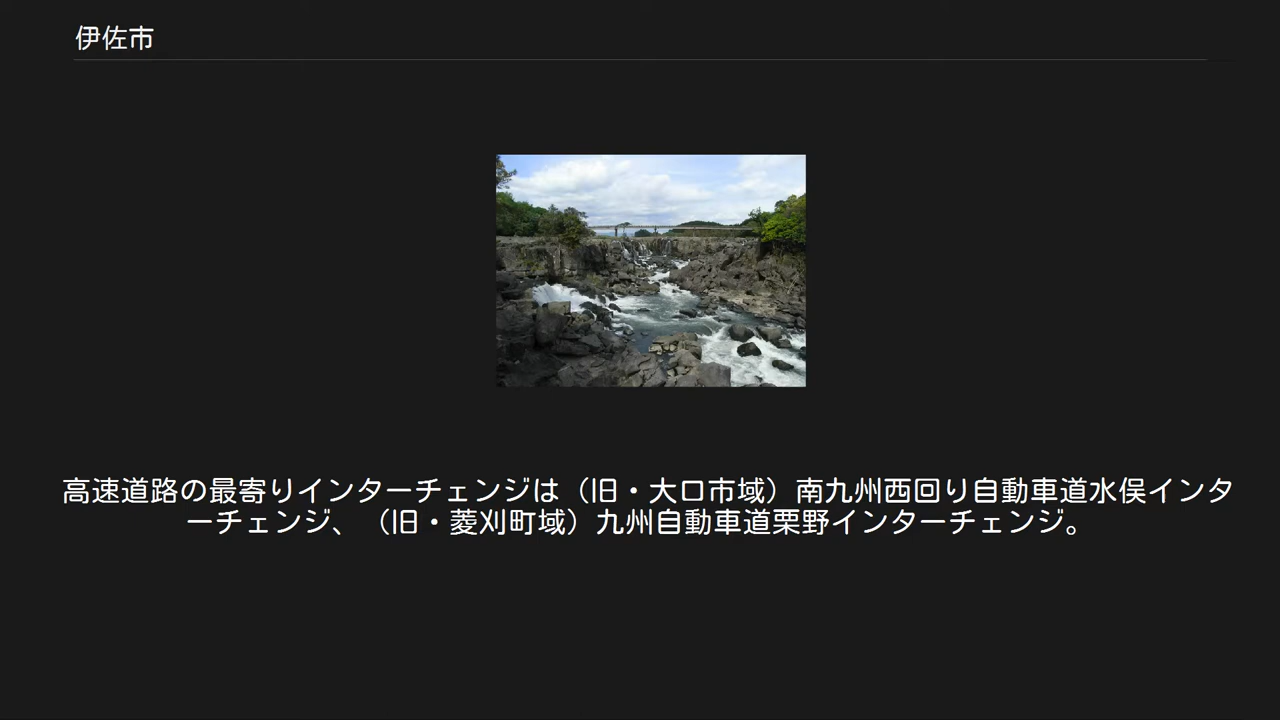 伊佐市
高速道路の最寄りインターチェンジは（旧・大口市域）南九州西回り自動車道水俣インタ
ーチェンジ、（旧・菱刈町域）九州自動車道栗野インターチェンジ。